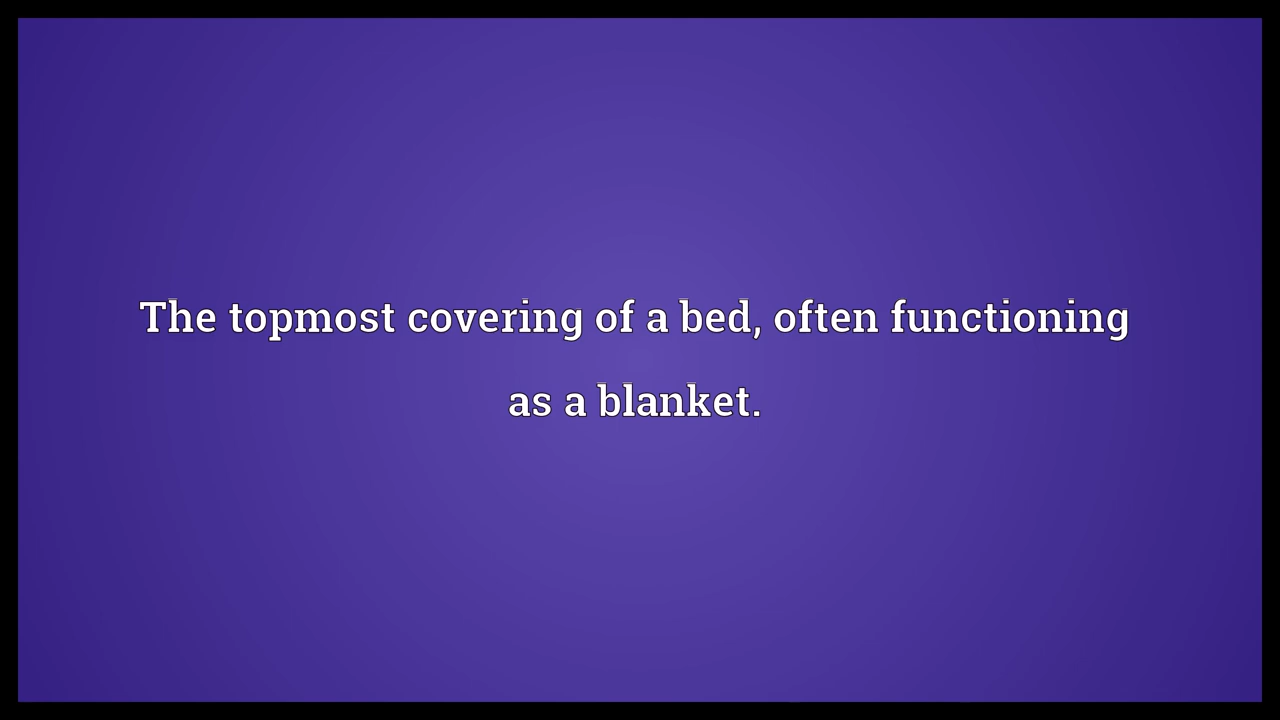 The topmost covering of a bed, often functioning
as a blanket.